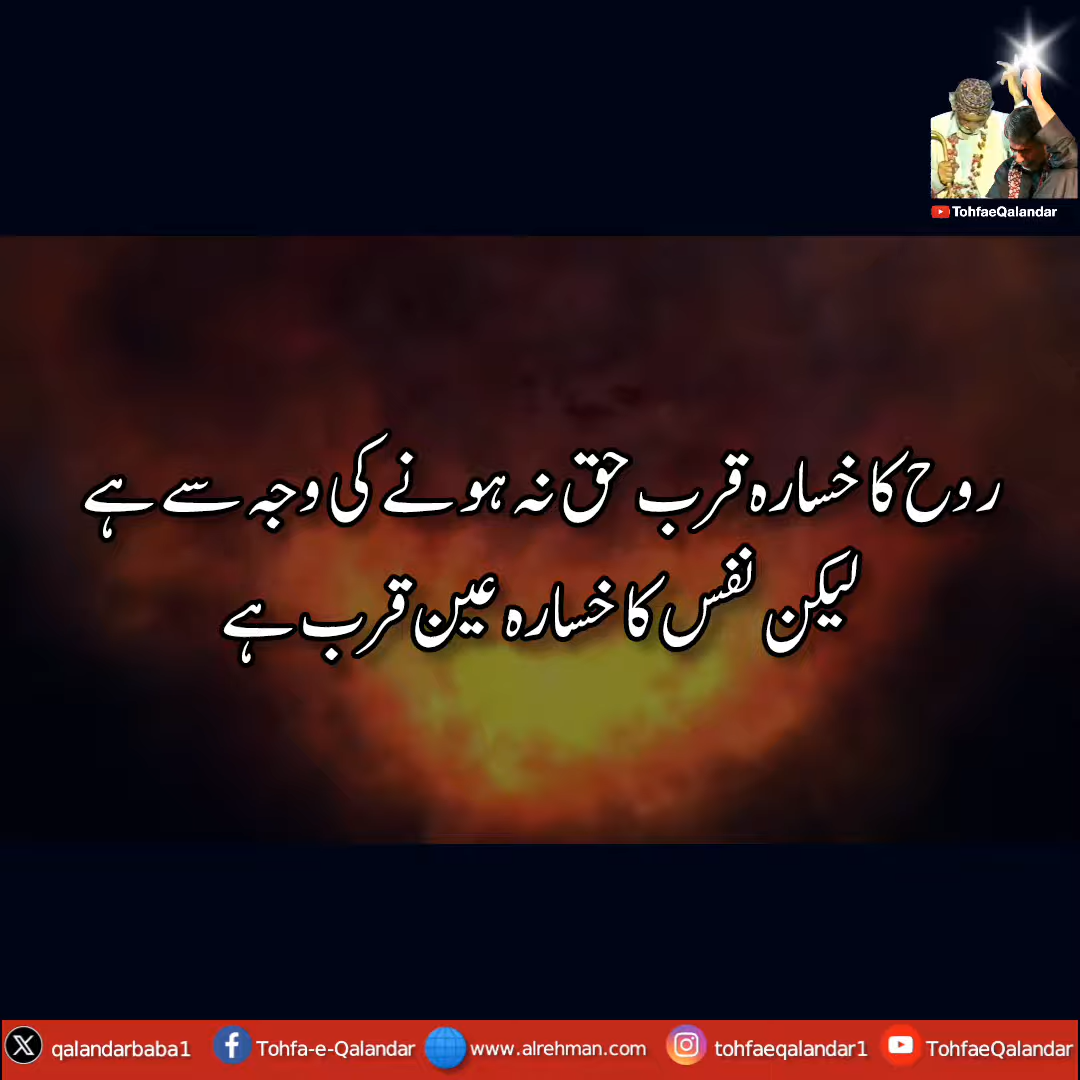 TohfaeQalandar
روح کا خسارہ قرب حق نہ ہونے کی وجہ سے ہے
لیکن نفس کا خسارہ عین قرب ہے
qalandarbaba1 Tohfa-e-Qalandar www.alrehman.com tohfaeqalandar1 TohfaeQalandar